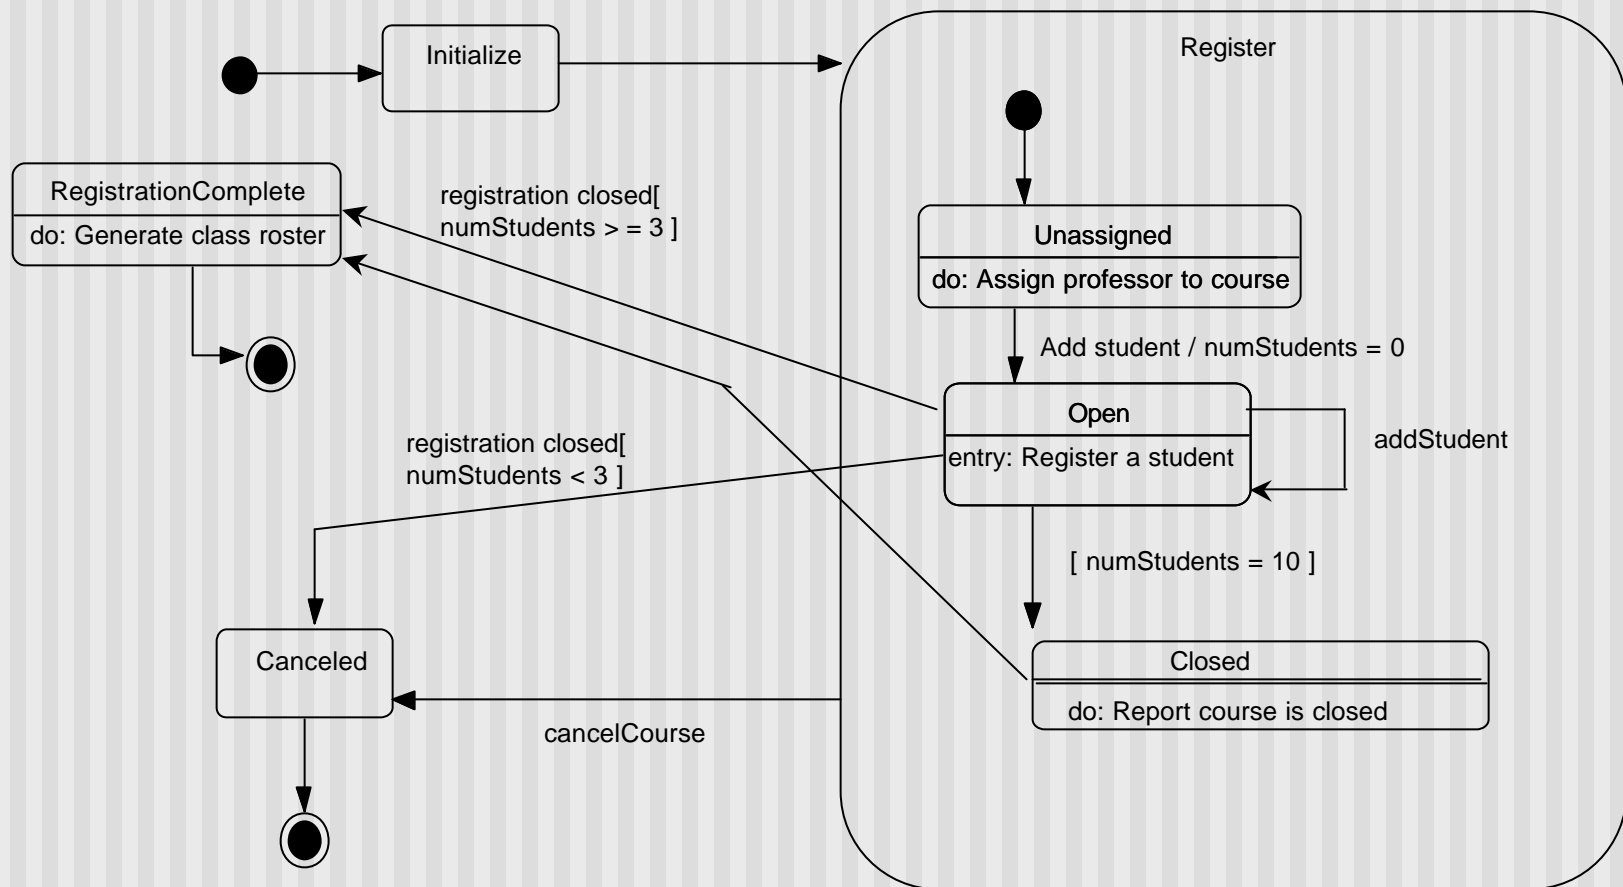 Initialize
Register
RegistrationComplete
do: Generate class roster
registration closed[
numStudents > = 3 ]
Unassigned
do: Assign professor to course
Add student / numStudents = 0
Open
entry: Register a student
addStudent
registration closed[
numStudents < 3 ]
[ numStudents = 10 ]
Canceled
Closed
do: Report course is closed
cancelCourse